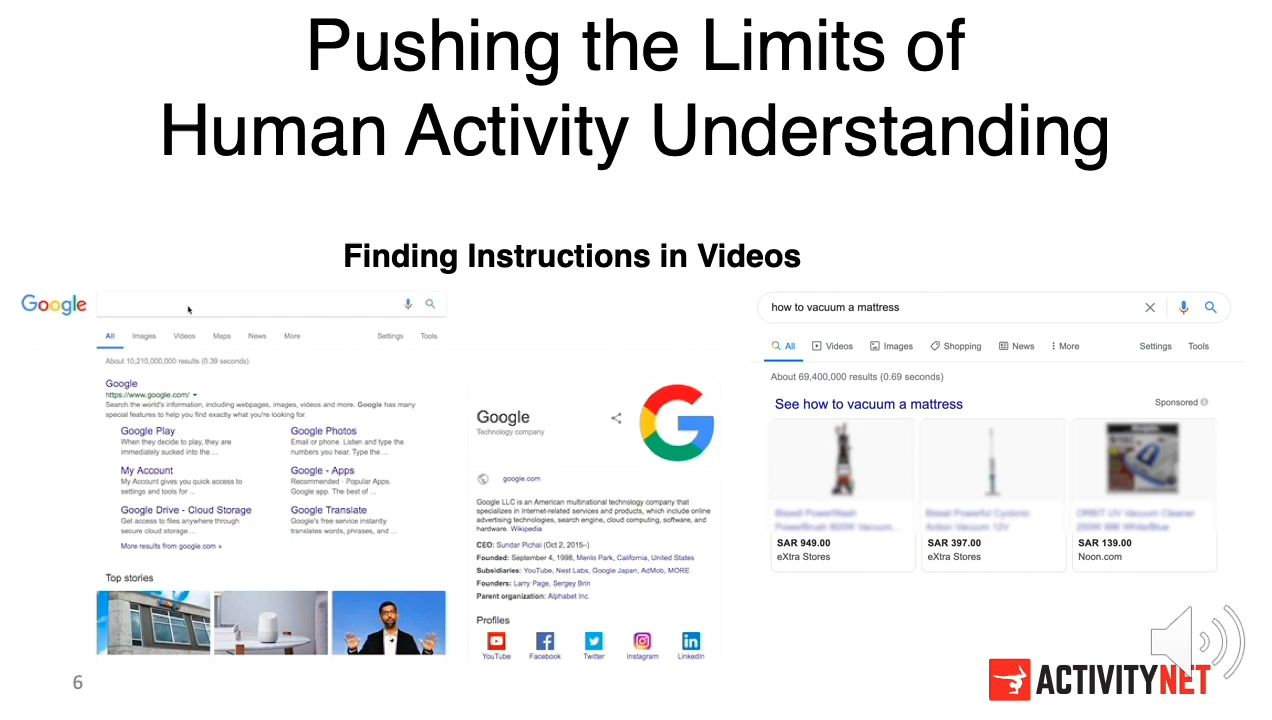 Pushing the Limits of
Human Activity Understanding
Finding Instructions in Videos
Google
All Images Videos Maps News More Settings Tools
About 10,210,000,000 results (0.39 seconds)
Google
https://www.google.com/
Search the world's information, including webpages, images, videos and more. Google has many
special features to help you find exactly what you're looking for.
Google Play
When they decide to play, they are
immediately sucked into the ...
Google Photos
Email or phone. Listen and type the
numbers you hear. Type the ...
My Account
My Account gives you quick access to
settings and tools for ...
Google - Apps
Recommended · Popular Apps.
Google app. The best of ...
Google Drive - Cloud Storage
Get access to files anywhere through
secure cloud storage ...
Google Translate
Google's free service instantly
translates words, phrases, and ...
More results from google.com »
Top stories
Google
Technology company
google.com
Google LLC is an American multinational technology company that
specializes in Internet-related services and products, which include online
advertising technologies, search engine, cloud computing, software, and
hardware. Wikipedia
CEO: Sundar Pichai (Oct 2, 2015–)
Founded: September 4, 1998, Menlo Park, California, United States
Subsidiaries: YouTube, Nest Labs, Google Japan, AdMob, MORE
Founders: Larry Page, Sergey Brin
Parent organization: Alphabet Inc.
Profiles
YouTube Facebook Twitter Instagram LinkedIn
how to vacuum a mattress
All Videos Images Shopping News More Settings Tools
About 69,400,000 results (0.69 seconds)
See how to vacuum a mattress
Sponsored
SAR 949.00
eXtra Stores
SAR 397.00
eXtra Stores
SAR 139.00
Noon.com
6
ACTIVITYNET